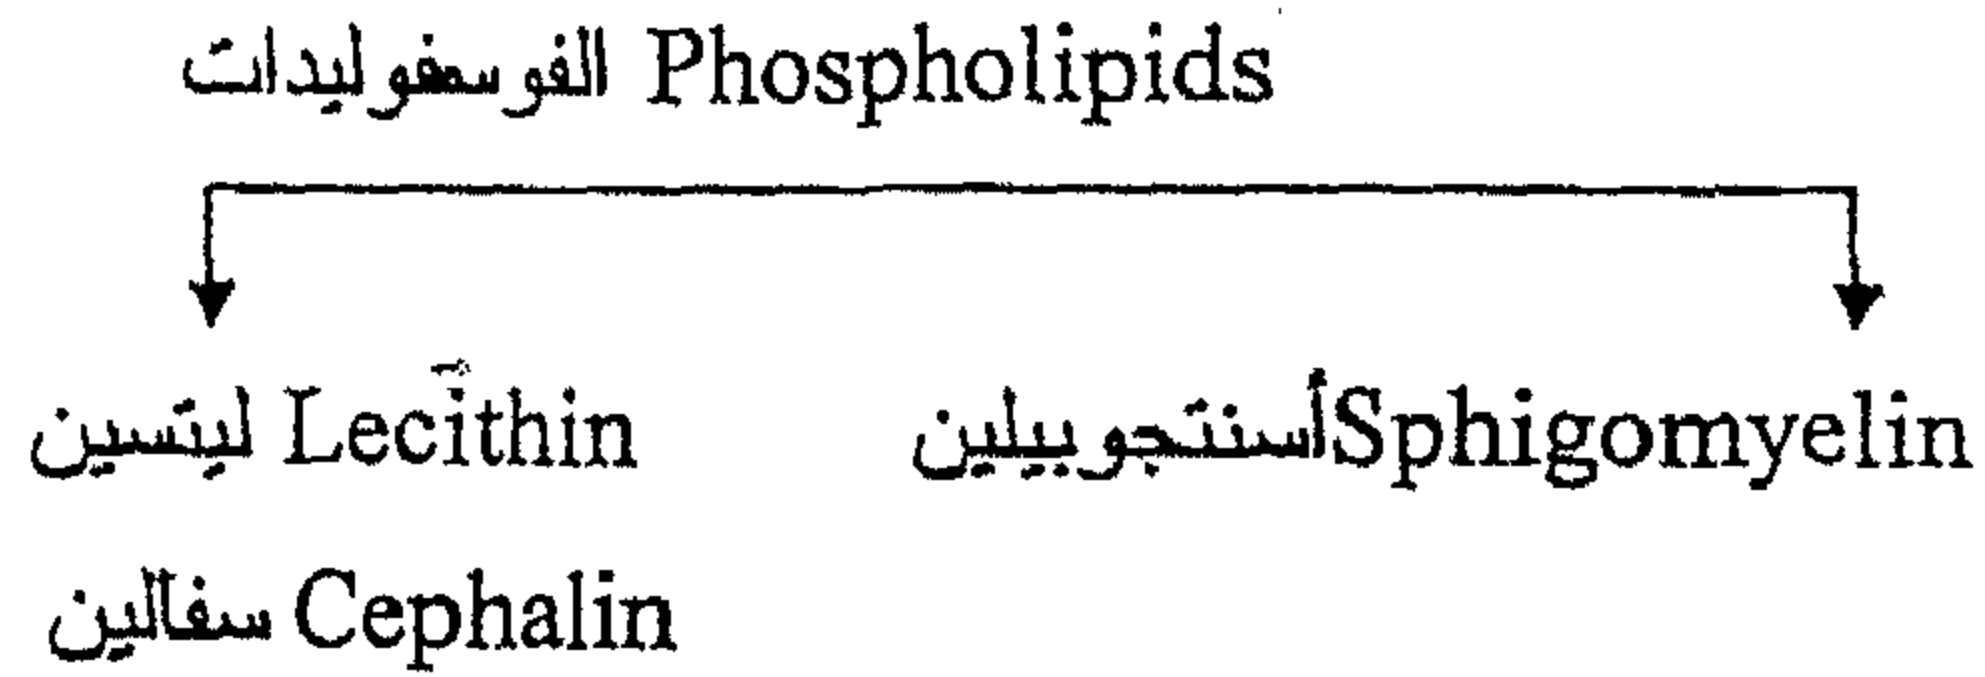 الفوسفوليدات Phospholipids
ليتسين Lecithin
أسنتجوبيلين Sphigomyelin
سفالين Cephalin